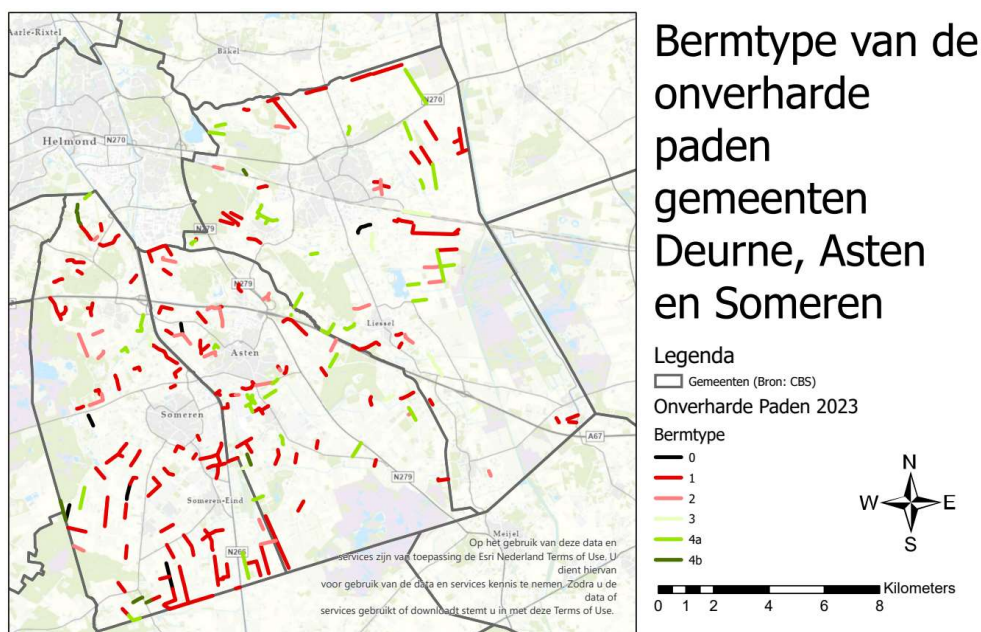 Bermtype van de
onverharde
paden
gemeenten
Deurne, Asten
en Someren
Legenda
Gemeenten (Bron: CBS)
Onverharde Paden 2023
Bermtype
0
1
2
3
4a
4b
N
W E
S
Kilometers
0 1 2 4 6 8
Aarle-Rixtel
Bakel
N270
Helmond
N270
N279
N279
Liessel
Asten
Someren
A67
N279
Someren-Eind
Meijel
N266
Op het gebruik van deze data en
services zijn van toepassing de Esri Nederland Terms of Use. U
dient hiervan
voor gebruik van de data en services kennis te nemen. Zodra u de
data of
services gebruikt of downloadt stemt u in met deze Terms of Use.